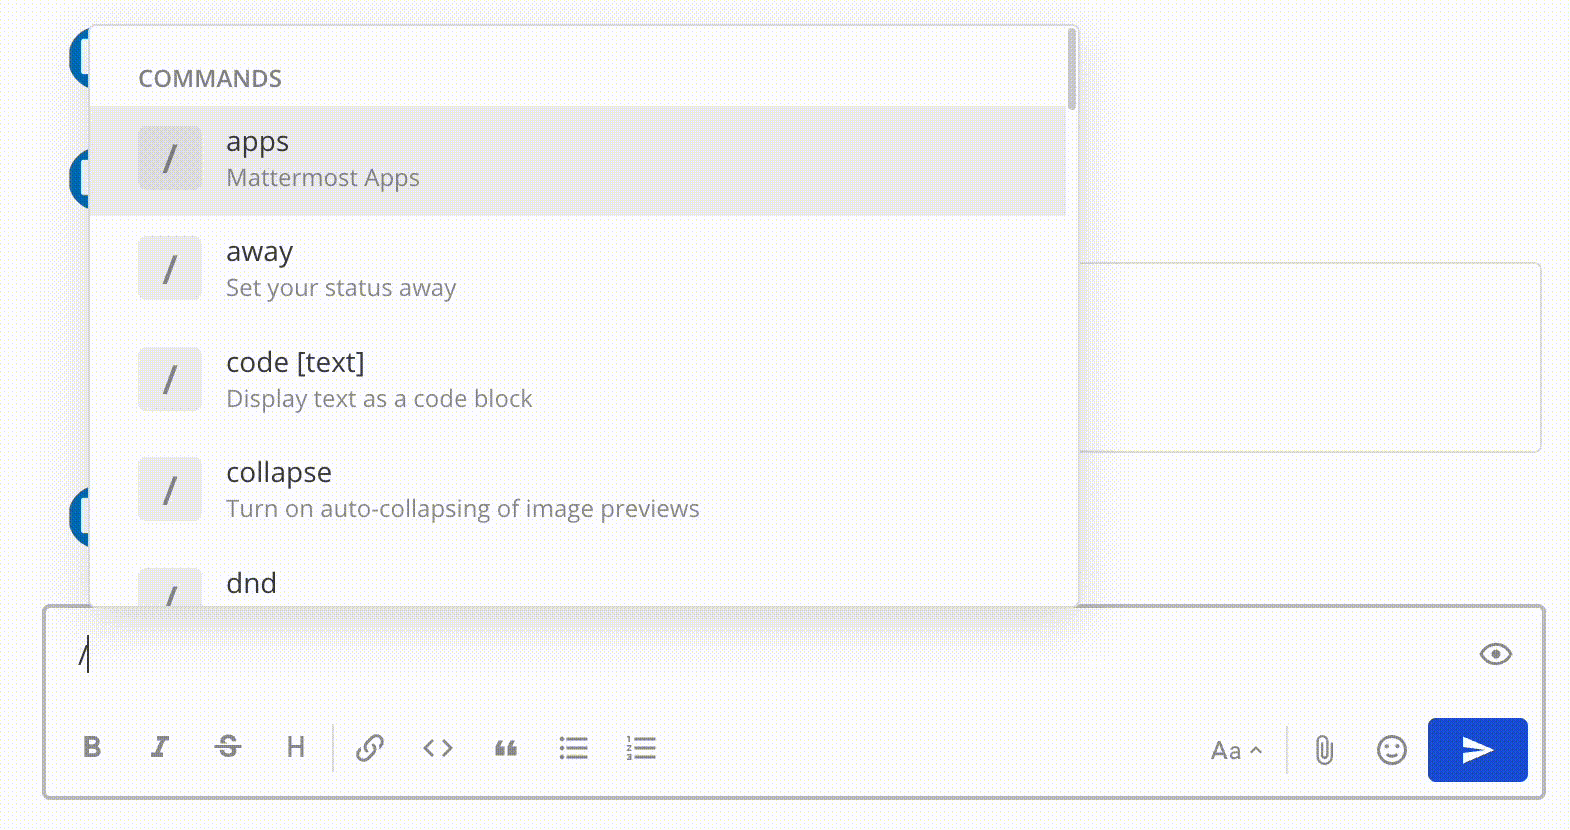 COMMANDS
/ apps
Mattermost Apps
/ away
Set your status away
/ code [text]
Display text as a code block
/ collapse
Turn on auto-collapsing of image previews
/ dnd
/
B I S H
Aa